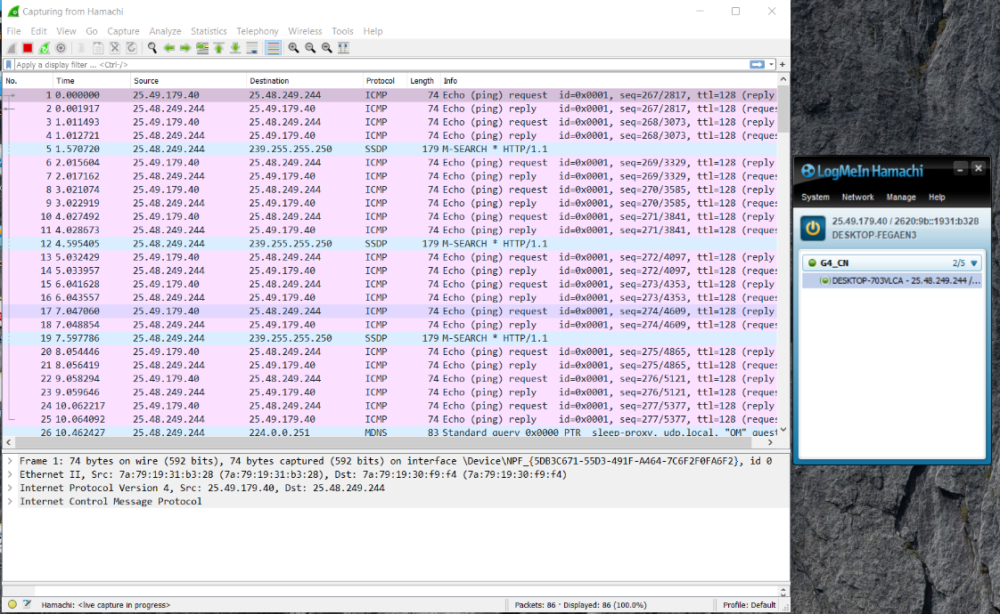 Capturing from Hamachi
File Edit View Go Capture Analyze Statistics Telephony Wireless Tools Help
Apply a display filter ... <Ctrl-/>
No. Time Source Destination Protocol Length Info
1 0.000000 25.49.179.40 25.48.249.244 ICMP 74 Echo (ping) request id=0x0001, seq=267/2817, ttl=128 (reply
2 0.001917 25.48.249.244 25.49.179.40 ICMP 74 Echo (ping) reply id=0x0001, seq=267/2817, ttl=128 (reques
3 1.011493 25.49.179.40 25.48.249.244 ICMP 74 Echo (ping) request id=0x0001, seq=268/3073, ttl=128 (reply
4 1.012721 25.48.249.244 25.49.179.40 ICMP 74 Echo (ping) reply id=0x0001, seq=268/3073, ttl=128 (reques
5 1.570720 25.48.249.244 239.255.255.250 SSDP 179 M-SEARCH * HTTP/1.1
6 2.015604 25.49.179.40 25.48.249.244 ICMP 74 Echo (ping) request id=0x0001, seq=269/3329, ttl=128 (reply
7 2.017162 25.48.249.244 25.49.179.40 ICMP 74 Echo (ping) reply id=0x0001, seq=269/3329, ttl=128 (reques
8 3.021074 25.49.179.40 25.48.249.244 ICMP 74 Echo (ping) request id=0x0001, seq=270/3585, ttl=128 (reply
9 3.022919 25.48.249.244 25.49.179.40 ICMP 74 Echo (ping) reply id=0x0001, seq=270/3585, ttl=128 (reques
10 4.027492 25.49.179.40 25.48.249.244 ICMP 74 Echo (ping) request id=0x0001, seq=271/3841, ttl=128 (reply
11 4.028673 25.48.249.244 25.49.179.40 ICMP 74 Echo (ping) reply id=0x0001, seq=271/3841, ttl=128 (reques
12 4.595405 25.48.249.244 239.255.255.250 SSDP 179 M-SEARCH * HTTP/1.1
13 5.032429 25.49.179.40 25.48.249.244 ICMP 74 Echo (ping) request id=0x0001, seq=272/4097, ttl=128 (reply
14 5.033957 25.48.249.244 25.49.179.40 ICMP 74 Echo (ping) reply id=0x0001, seq=272/4097, ttl=128 (reques
15 6.041628 25.49.179.40 25.48.249.244 ICMP 74 Echo (ping) request id=0x0001, seq=273/4353, ttl=128 (reply
16 6.043557 25.48.249.244 25.49.179.40 ICMP 74 Echo (ping) reply id=0x0001, seq=273/4353, ttl=128 (reques
17 7.047060 25.49.179.40 25.48.249.244 ICMP 74 Echo (ping) request id=0x0001, seq=274/4609, ttl=128 (reply
18 7.048854 25.48.249.244 25.49.179.40 ICMP 74 Echo (ping) reply id=0x0001, seq=274/4609, ttl=128 (reques
19 7.597786 25.48.249.244 239.255.255.250 SSDP 179 M-SEARCH * HTTP/1.1
20 8.054446 25.49.179.40 25.48.249.244 ICMP 74 Echo (ping) request id=0x0001, seq=275/4865, ttl=128 (reply
21 8.056419 25.48.249.244 25.49.179.40 ICMP 74 Echo (ping) reply id=0x0001, seq=275/4865, ttl=128 (reques
22 9.058294 25.49.179.40 25.48.249.244 ICMP 74 Echo (ping) request id=0x0001, seq=276/5121, ttl=128 (reply
23 9.059646 25.48.249.244 25.49.179.40 ICMP 74 Echo (ping) reply id=0x0001, seq=276/5121, ttl=128 (reques
24 10.062217 25.49.179.40 25.48.249.244 ICMP 74 Echo (ping) request id=0x0001, seq=277/5377, ttl=128 (reply
25 10.064092 25.48.249.244 25.49.179.40 ICMP 74 Echo (ping) reply id=0x0001, seq=277/5377, ttl=128 (reques
26 10.462427 25.48.249.244 224.0.0.251 MDNS 83 Standard query 0x0000 PTR _sleep-proxy._udp.local, "QM" quest
Frame 1: 74 bytes on wire (592 bits), 74 bytes captured (592 bits) on interface \Device\NPF_{5DB3C671-55D3-491F-A464-7C6F2F0FA6F2}, id 0
Ethernet II, Src: 7a:79:19:31:b3:28 (7a:79:19:31:b3:28), Dst: 7a:79:19:30:f9:f4 (7a:79:19:30:f9:f4)
Internet Protocol Version 4, Src: 25.49.179.40, Dst: 25.48.249.244
Internet Control Message Protocol
Hamachi: <live capture in progress>
Packets: 86 · Displayed: 86 (100.0%)
Profile: Default
LogMeIn Hamachi
System Network Manage Help
25.49.179.40 / 2620:9b::1931:b328
DESKTOP-FEGAEN3
G4_CN 2/5
DESKTOP-703VLCA - 25.48.249.244 /...